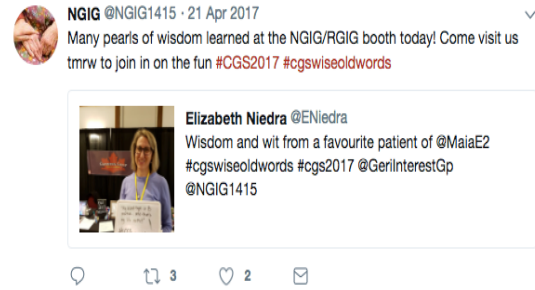 NGIG @NGIG1415 · 21 Apr 2017
Many pearls of wisdom learned at the NGIG/RGIG booth today! Come visit us
tmrw to join in on the fun #CGS2017 #cgswiseoldwords
Elizabeth Niedra @ENiedra
Wisdom and wit from a favourite patient of @MaiaE2
#cgswiseoldwords #cgs2017 @GeriInterestGp
@NGIG1415
3
2